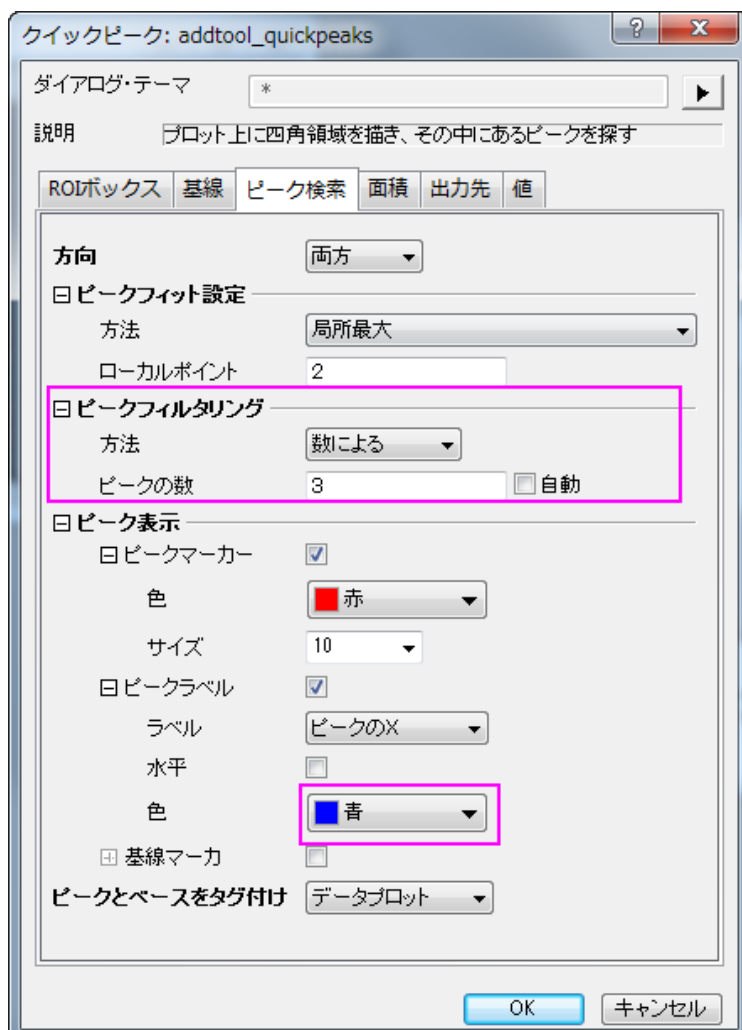 クイックピーク: addtool_quickpeaks
ダイアログ・テーマ *
説明 プロット上に四角領域を描き、その中にあるピークを探す
ROIボックス 基線 ピーク検索 面積 出力先 値
方向 両方
ピークフィット設定
方法 局所最大
ローカルポイント 2
ピークフィルタリング
方法 数による
ピークの数 3 自動
ピーク表示
ピークマーカー
色 赤
サイズ 10
ピークラベル
ラベル ピークのX
水平
色 青
基線マーカ
ピークとベースをタグ付け データプロット
OK キャンセル